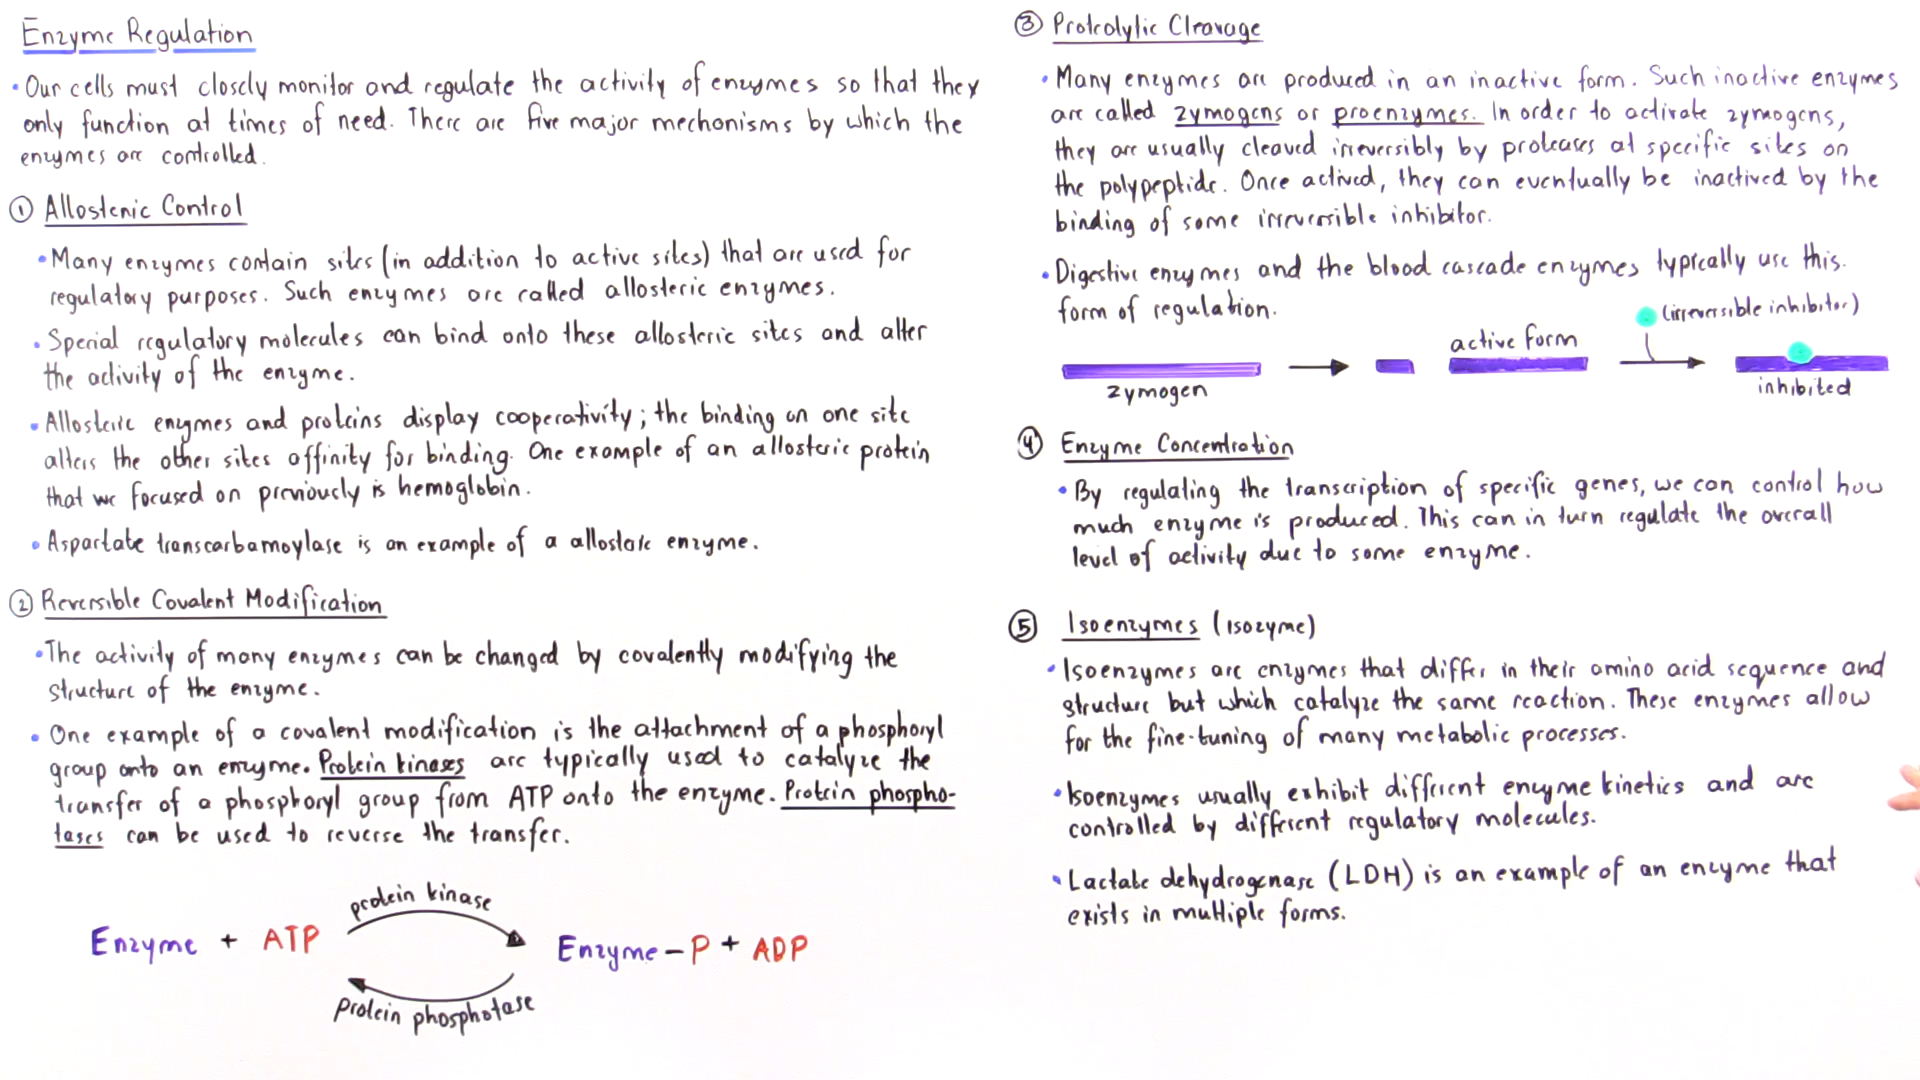 Enzyme Regulation
• Our cells must closely monitor and regulate the activity of enzymes so that they
only function at times of need. There are five major mechanisms by which the
enzymes are controlled.
① Allosteric Control
• Many enzymes contain sites (in addition to active sites) that are used for
regulatory purposes. Such enzymes are called allosteric enzymes.
• Special regulatory molecules can bind onto these allosteric sites and alter
the activity of the enzyme.
• Allosteric enzymes and proteins display cooperativity; the binding on one site
alters the other sites affinity for binding. One example of an allosteric protein
that we focused on previously is hemoglobin.
• Aspartate transcarbamoylase is an example of a allosteric enzyme.
② Reversible Covalent Modification
• The activity of many enzymes can be changed by covalently modifying the
structure of the enzyme.
• One example of a covalent modification is the attachment of a phosphoryl
group onto an enzyme. Protein kinases are typically used to catalyze the
transfer of a phosphoryl group from ATP onto the enzyme. Protein phospho-
tases can be used to reverse the transfer.
protein kinase
Enzyme + ATP
Enzyme – P + ADP
protein phosphotase
③ Proteolytic Cleavage
• Many enzymes are produced in an inactive form. Such inactive enzymes
are called zymogens or proenzymes. In order to activate zymogens,
they are usually cleaved irreversibly by proteases at specific sites on
the polypeptide. Once actived, they can eventually be inactived by the
binding of some irreversible inhibitor.
• Digestive enzymes and the blood cascade enzymes typically use this.
form of regulation.
(irreversible inhibitor)
active form
zymogen
inhibited
④ Enzyme Concentration
• By regulating the transcription of specific genes, we can control how
much enzyme is produced. This can in turn regulate the overall
level of activity due to some enzyme.
⑤ Isoenzymes (isozyme)
• Isoenzymes are enzymes that differ in their amino acid sequence and
structure but which catalyze the same reaction. These enzymes allow
for the fine-tuning of many metabolic processes.
• Isoenzymes usually exhibit different enzyme kinetics and are
controlled by different regulatory molecules.
• Lactate dehydrogenase (LDH) is an example of an enzyme that
exists in multiple forms.